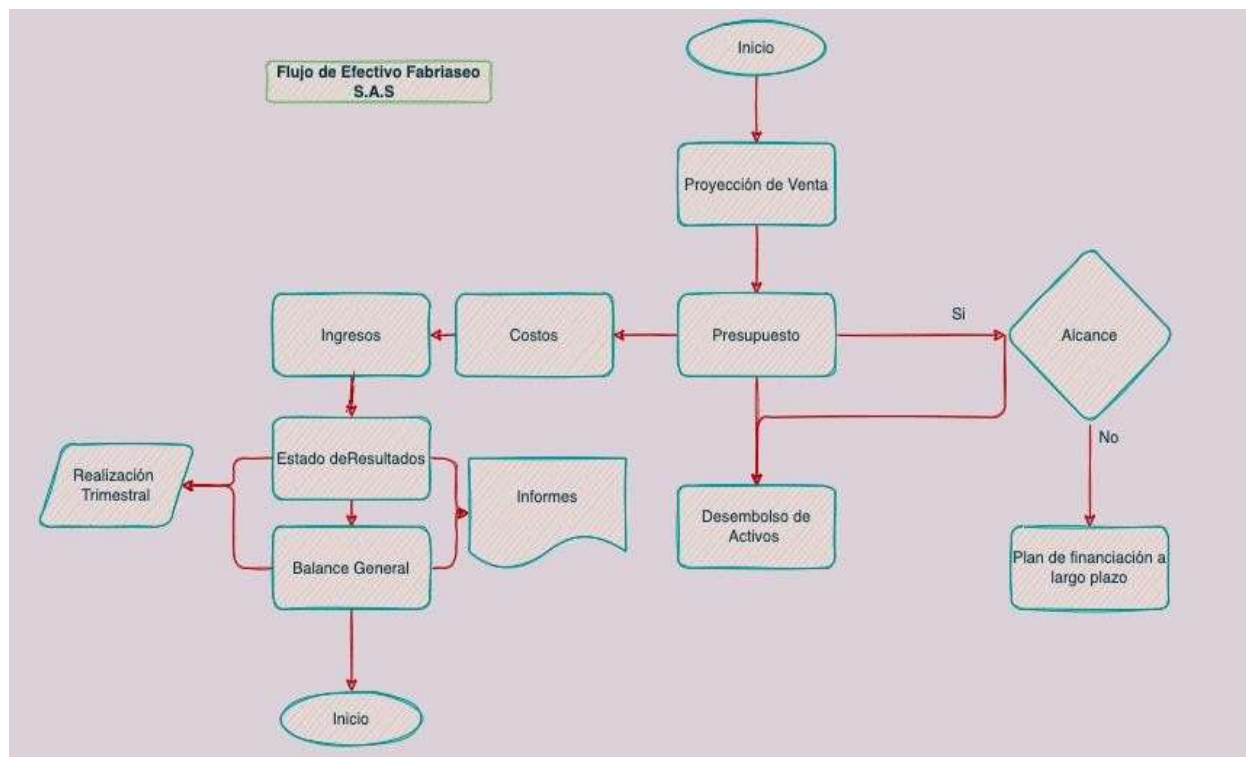 Inicio
Flujo de Efectivo Fabriaseo
S.A.S
Proyección de Venta
Ingresos
Costos
Presupuesto
Si
Alcance
No
Realización
Trimestral
Estado deResultados
Informes
Desembolso de
Activos
Balance General
Plan de financiación a
largo plazo
Inicio